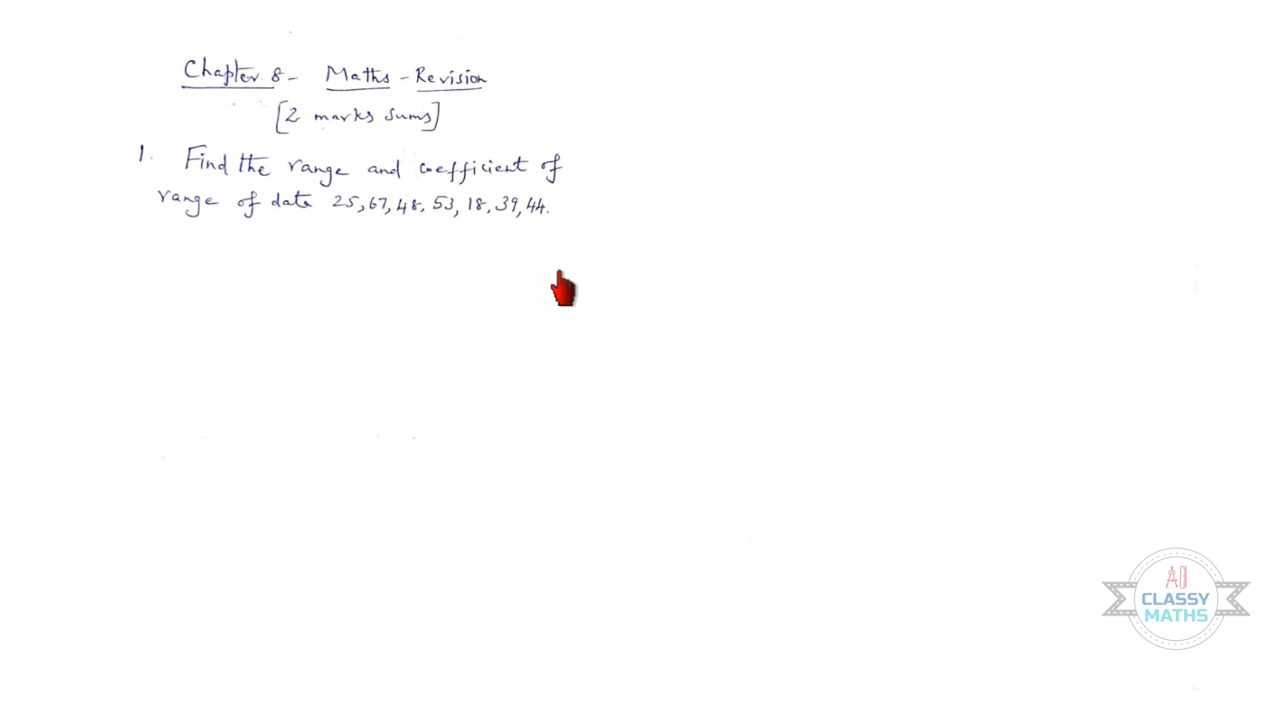 Chapter 8 - Maths - Revision
[2 marks sums]
1. Find the range and coefficient of
range of data 25, 67, 48, 53, 18, 39, 44.
CLASSY
MATHS